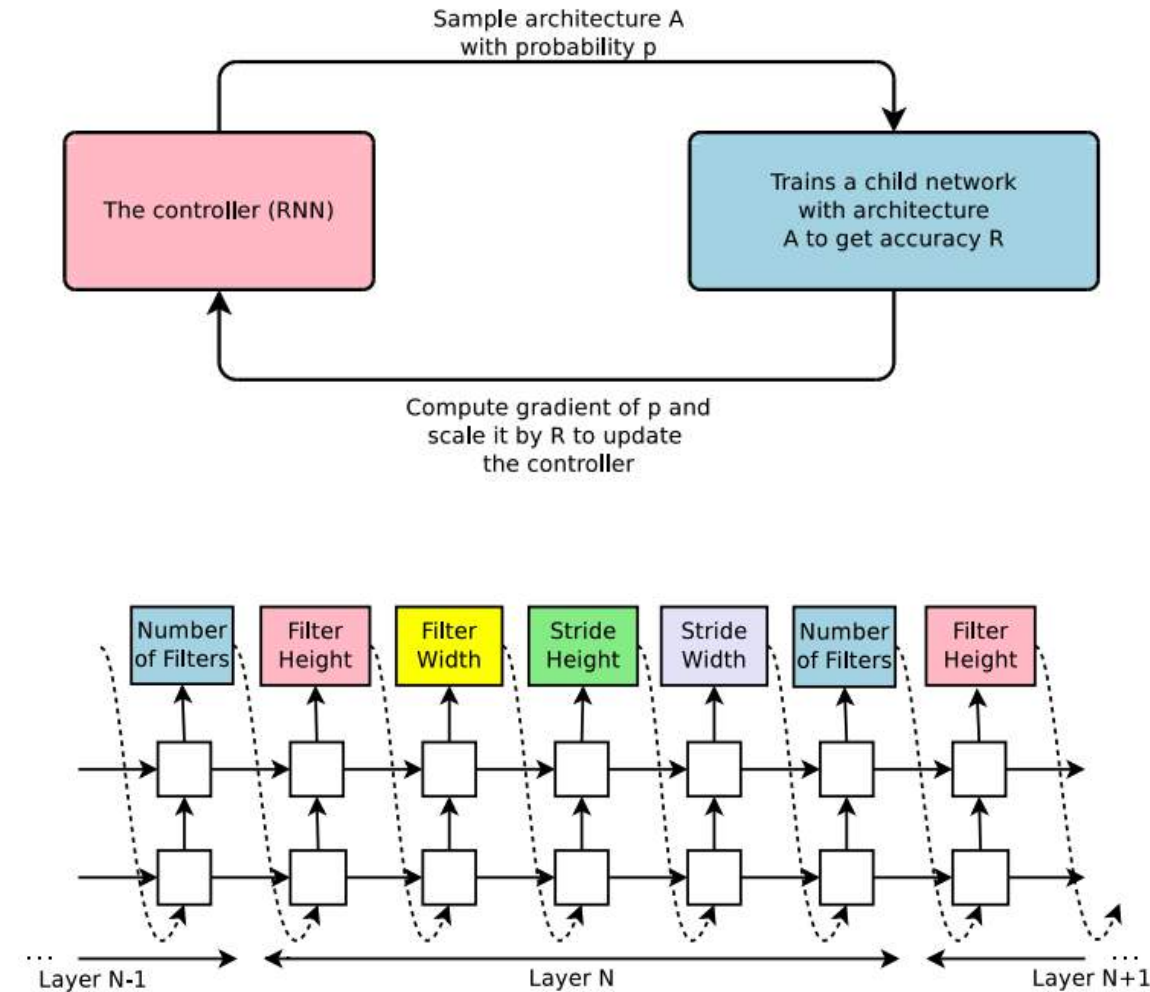 Sample architecture A
with probability p
The controller (RNN)
Trains a child network
with architecture
A to get accuracy R
Compute gradient of p and
scale it by R to update
the controller
Number
of Filters
Filter
Height
Filter
Width
Stride
Height
Stride
Width
Number
of Filters
Filter
Height
...
Layer N-1
Layer N
...
Layer N+1